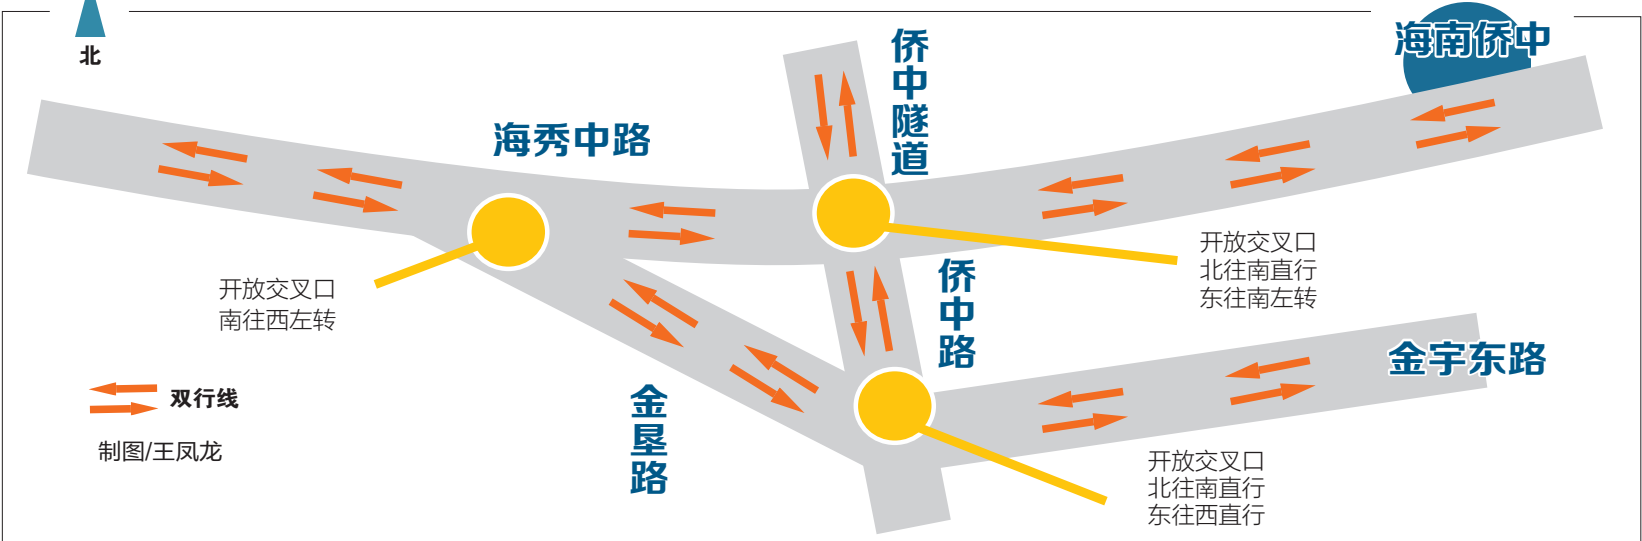 北
海南侨中
侨中隧道
海秀中路
开放交叉口
北往南直行
东往南左转
开放交叉口
南往西左转
侨中路
金宇东路
金垦路
双行线
制图/王凤龙
开放交叉口
北往南直行
东往西直行